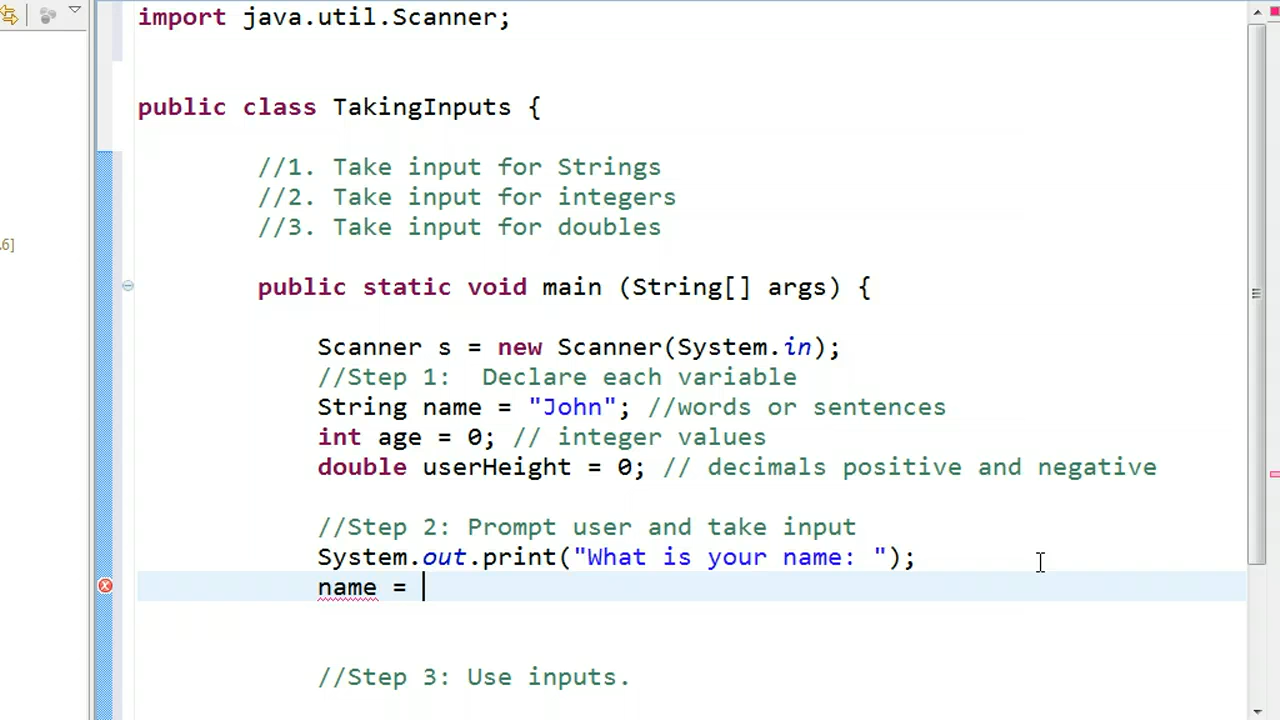 import java.util.Scanner;
public class TakingInputs {
//1. Take input for Strings
//2. Take input for integers
//3. Take input for doubles
.6]
public static void main (String[] args) {
Scanner s = new Scanner(System.in);
//Step 1:  Declare each variable
String name = "John"; //words or sentences
int age = 0; // integer values
double userHeight = 0; // decimals positive and negative
//Step 2: Prompt user and take input
System.out.print("What is your name: ");
name =
//Step 3: Use inputs.